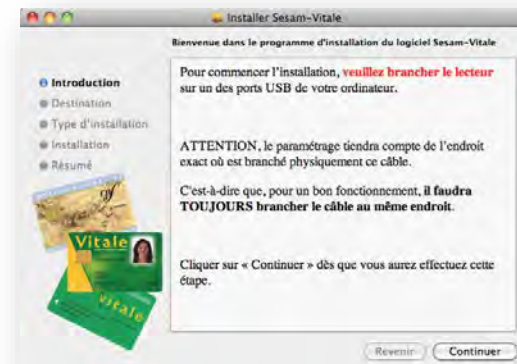 Installer Sesam-Vitale
Bienvenue dans le programme d'installation du logiciel Sesam-Vitale
Introduction
Destination
Type d'installation
Installation
Résumé
Pour commencer l'installation, veuillez brancher le lecteur
sur un des ports USB de votre ordinateur.
ATTENTION, le paramétrage tiendra compte de l'endroit
exact où est branché physiquement ce câble.
C'est-à-dire que, pour un bon fonctionnement, il faudra
TOUJOURS brancher le câble au même endroit.
Cliquer sur « Continuer » dès que vous aurez effectuez cette
étape.
Vitale
Vitale
Revenir
Continuer